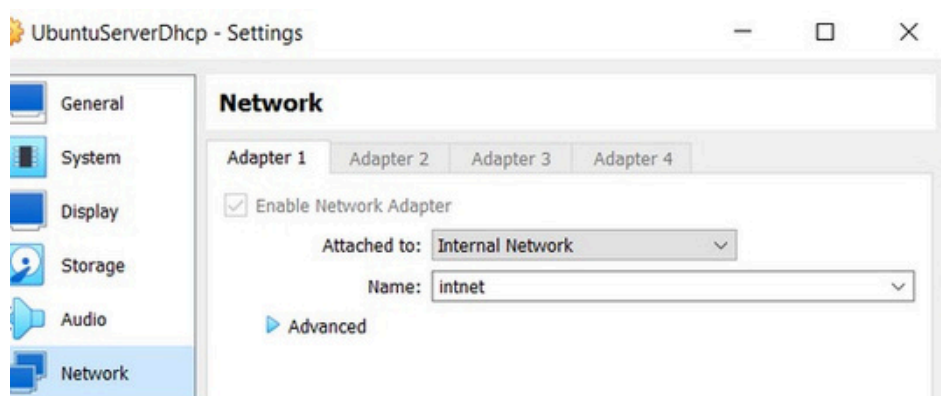 UbuntuServerDhcp - Settings
General
System
Display
Storage
Audio
Network
Network
Adapter 1 Adapter 2 Adapter 3 Adapter 4
Enable Network Adapter
Attached to: Internal Network
Name: intnet
Advanced